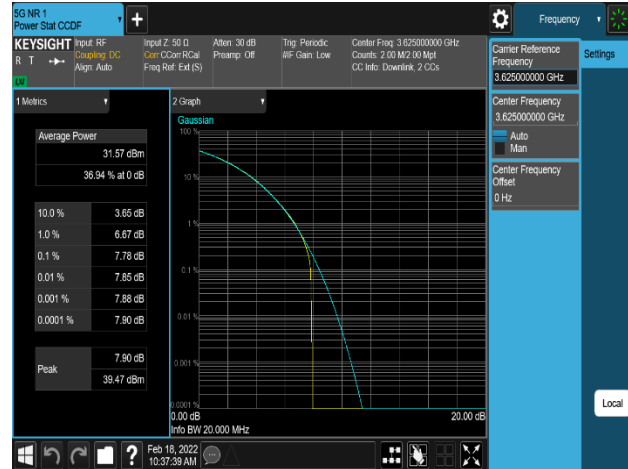 5G NR 1
Power Stat CCDF
Frequency
KEYSIGHT
R T
LW
Input: RF
Coupling: DC
Align: Auto
Input Z: 50 Ω
Corr CCorr RCal
Freq Ref: Ext (S)
Atten: 30 dB
Preamp: Off
Trig: Periodic
#IF Gain: Low
Center Freq: 3.625000000 GHz
Counts: 2.00 M/2.00 Mpt
CC Info: Downlink, 2 CCs
Carrier Reference
Frequency
3.625000000 GHz
Settings
Center Frequency
3.625000000 GHz
Auto
Man
Center Frequency
Offset
0 Hz
Local
1 Metrics
Average Power
31.57 dBm
36.94 % at 0 dB
10.0 % 3.65 dB
1.0 % 6.67 dB
0.1 % 7.78 dB
0.01 % 7.85 dB
0.001 % 7.88 dB
0.0001 % 7.90 dB
Peak
7.90 dB
39.47 dBm
2 Graph
Gaussian
100 %
10 %
1 %
0.1 %
0.01 %
0.001 %
0.0001 %
0.00 dB 20.00 dB
Info BW 20.000 MHz
?
Feb 18, 2022
10:37:39 AM